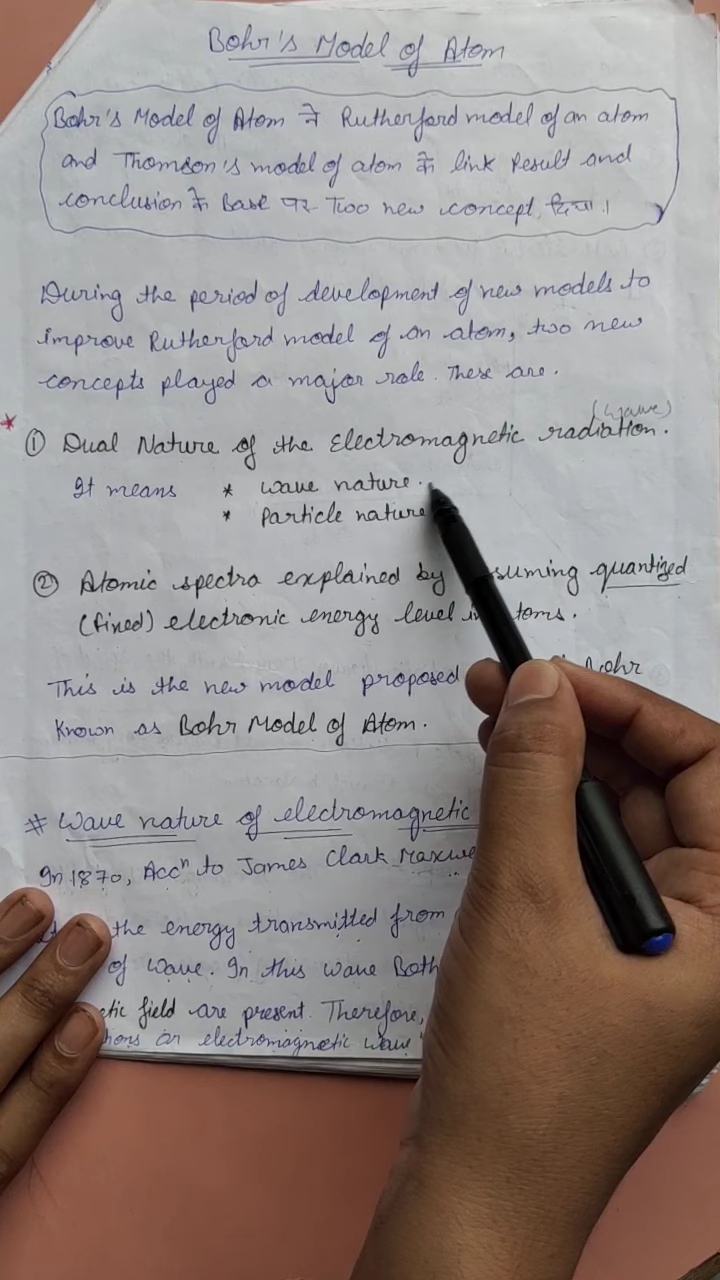 Bohr's Model of Atom
Bohr's Model of Atom ने Rutherford model of an atom
and Thomson's model of atom के link Result and
conclusion के Base पर Two new concept दिया।
During the period of development of new models to
improve Rutherford model of an atom, two new
concepts played a major role. These are.
(wave)
① Dual Nature of the Electromagnetic radiation.
It means * wave nature.
* Particle nature
② Atomic spectra explained by quantized
(fixed) electronic energy level
This is the new model proposed Bohr
Known as Bohr Model of Atom.
# Wave nature of electromagnetic
In 1870, Accⁿ to James Clark
the energy transmitted from
of wave. In this wave Both
field are present. Therefore,
or electromagnetic wave